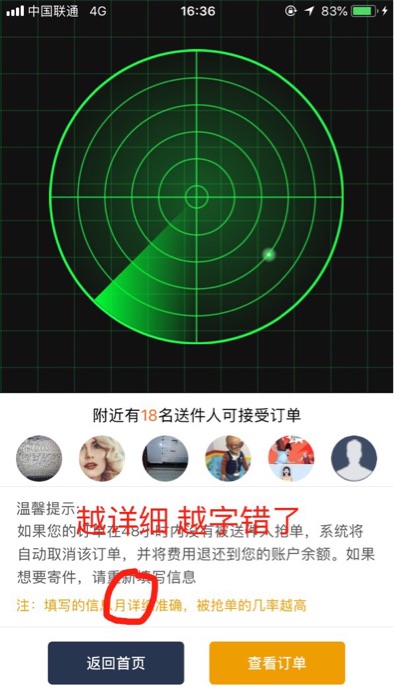 中国联通 4G 16:36 83%
附近有18名送件人可接受订单
温馨提示:
越详细 越字错了
如果您的订单在48小时内没有被送件人抢单，系统将
自动取消该订单，并将费用退还到您的账户余额。如果
想要寄件，请重新填写信息
注：填写的信息月详细准确，被抢单的几率越高
返回首页 查看订单